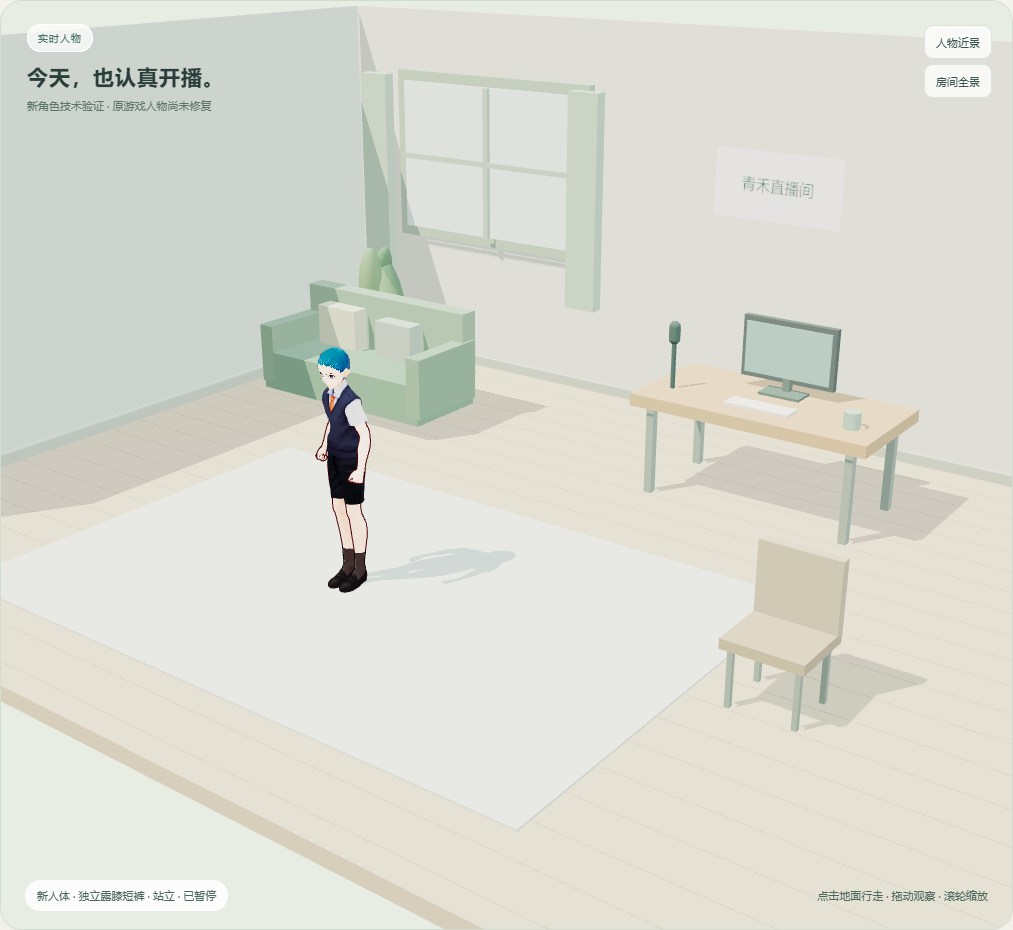 实时人物
今天，也认真开播。
新角色技术验证 · 原游戏人物尚未修复
人物近景
房间全景
青禾直播间
新人体 · 独立露膝短裤 · 站立 · 已暂停
点击地面行走 · 拖动观察 · 滚轮缩放